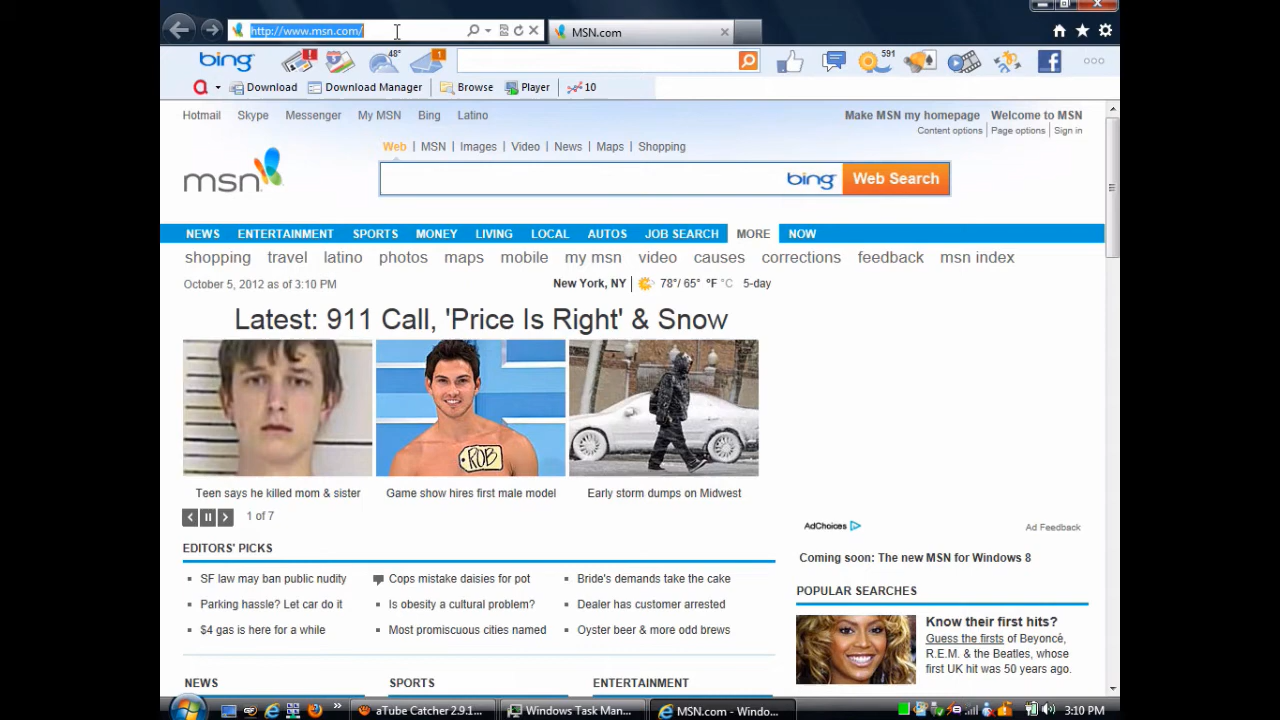 http://www.msn.com/
MSN.com
bing 48° 1 591
Download Download Manager Browse Player 10
Hotmail Skype Messenger My MSN Bing Latino
Make MSN my homepage Welcome to MSN
Content options | Page options | Sign in
Web | MSN | Images | Video | News | Maps | Shopping
msn
bing Web Search
NEWS ENTERTAINMENT SPORTS MONEY LIVING LOCAL AUTOS JOB SEARCH MORE NOW
shopping travel latino photos maps mobile my msn video causes corrections feedback msn index
October 5, 2012 as of 3:10 PM
New York, NY 78°/ 65° °F °C 5-day
Latest: 911 Call, 'Price Is Right' & Snow
ROB
Teen says he killed mom & sister
Game show hires first male model
Early storm dumps on Midwest
1 of 7
AdChoices
Ad Feedback
EDITORS' PICKS
SF law may ban public nudity
Cops mistake daisies for pot
Bride's demands take the cake
Parking hassle? Let car do it
Is obesity a cultural problem?
Dealer has customer arrested
$4 gas is here for a while
Most promiscuous cities named
Oyster beer & more odd brews
Coming soon: The new MSN for Windows 8
POPULAR SEARCHES
Know their first hits?
Guess the firsts of Beyoncé,
R.E.M. & the Beatles, whose
first UK hit was 50 years ago.
NEWS
SPORTS
ENTERTAINMENT
aTube Catcher 2.9.1...
Windows Task Man...
MSN.com - Windo...
3:10 PM